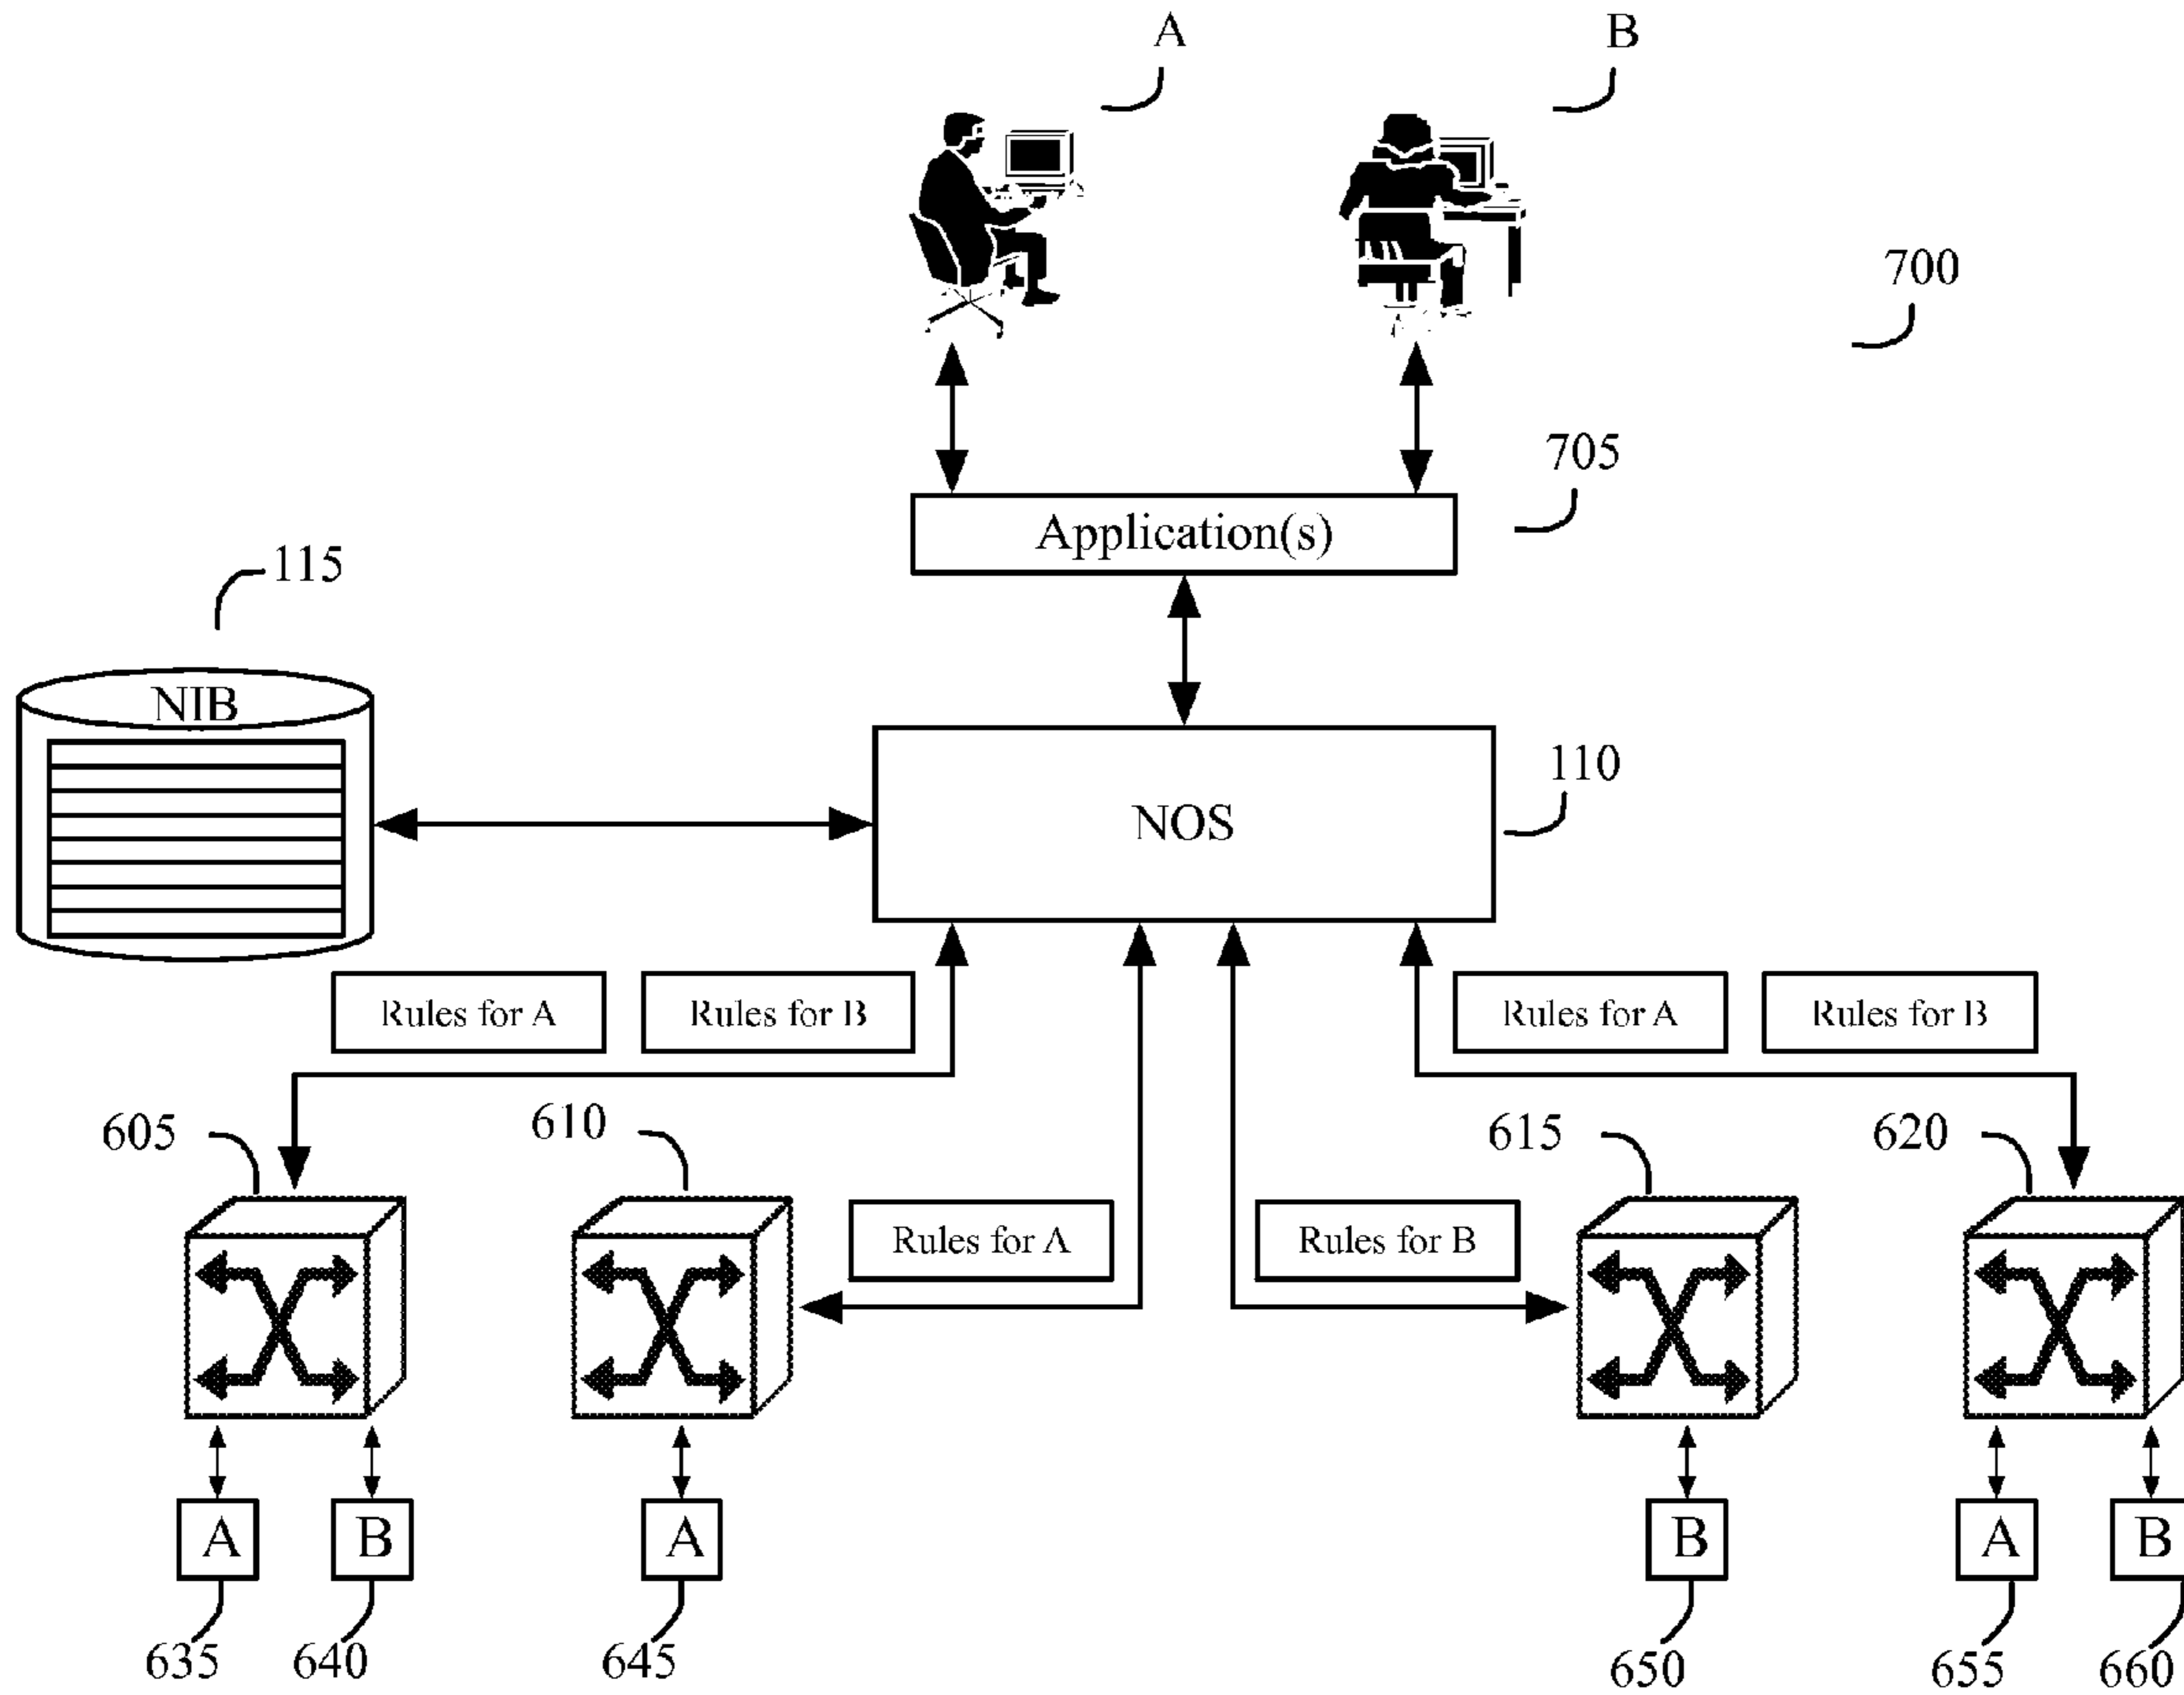 A
B
700
705
Application(s)
115
NIB
110
NOS
Rules for A
Rules for B
Rules for A
Rules for B
605
610
615
620
Rules for A
Rules for B
A
B
A
B
A
B
635
640
645
650
655
660